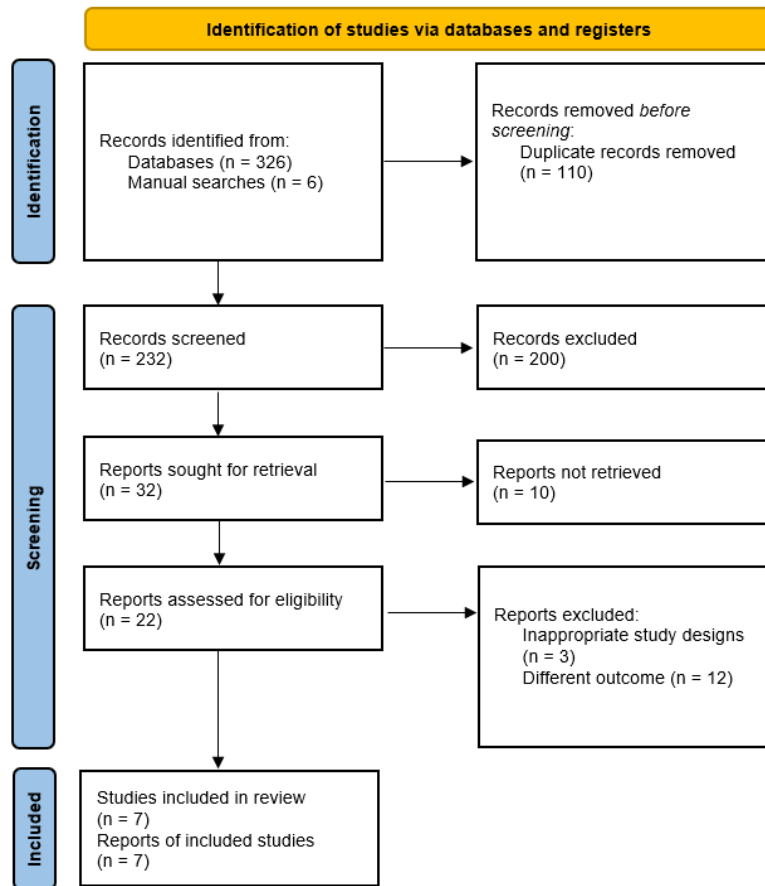 Identification of studies via databases and registers
Identification
Records identified from:
Databases (n = 326)
Manual searches (n = 6)
Records removed before
screening:
Duplicate records removed
(n = 110)
Screening
Records screened
(n = 232)
Records excluded
(n = 200)
Reports sought for retrieval
(n = 32)
Reports not retrieved
(n = 10)
Reports assessed for eligibility
(n = 22)
Reports excluded:
Inappropriate study designs
(n = 3)
Different outcome (n = 12)
Included
Studies included in review
(n = 7)
Reports of included studies
(n = 7)